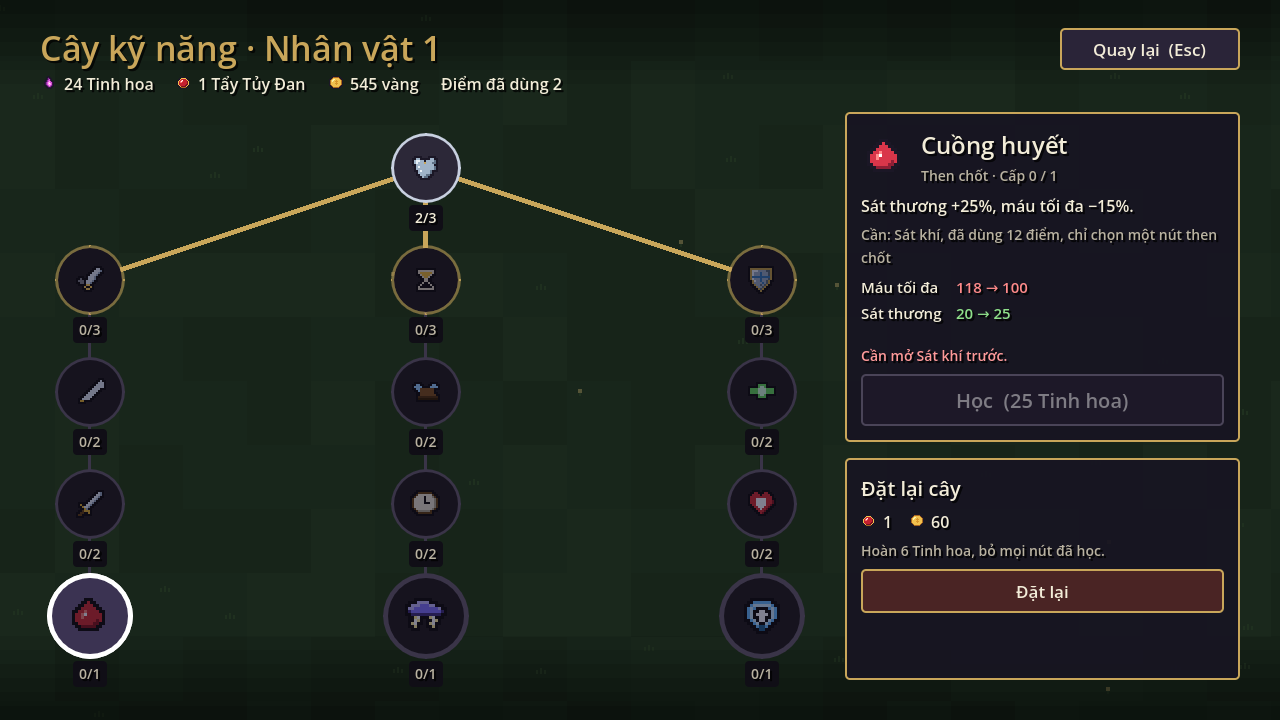 Cây kỹ năng · Nhân vật 1
24 Tinh hoa 1 Tẩy Tủy Đan 545 vàng Điểm đã dùng 2
Quay lại (Esc)
2/3
0/3 0/3 0/3
0/2 0/2 0/2
0/2 0/2 0/2
0/1 0/1 0/1
Cuồng huyết
Then chốt · Cấp 0 / 1
Sát thương +25%, máu tối đa −15%.
Cần: Sát khí, đã dùng 12 điểm, chỉ chọn một nút then
chốt
Máu tối đa 118 → 100
Sát thương 20 → 25
Cần mở Sát khí trước.
Học (25 Tinh hoa)
Đặt lại cây
1 60
Hoàn 6 Tinh hoa, bỏ mọi nút đã học.
Đặt lại